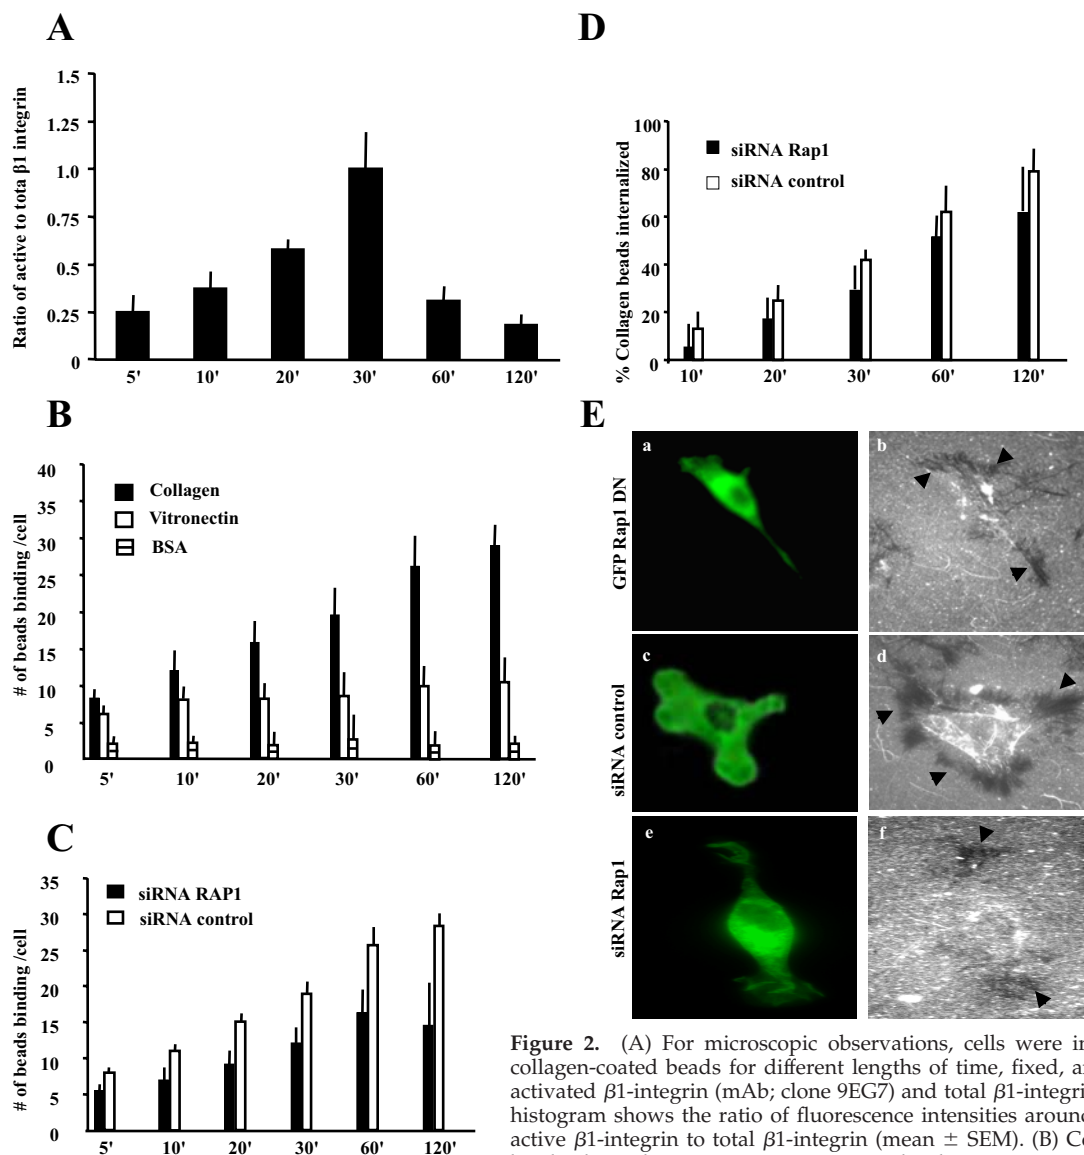 A
Ratio of active to tota β1 integrin
1.5
1.25
1.0
0.75
0.5
0.25
0
5' 10' 20' 30' 60' 120'
B
# of beads binding /cell
40
35
30
25
20
15
10
5
0
Collagen
Vitronectin
BSA
5' 10' 20' 30' 60' 120'
C
# of beads binding /cell
35
30
25
20
15
10
5
0
siRNA RAP1
siRNA control
5' 10' 20' 30' 60' 120'
D
% Collagen beads internalized
100
80
60
40
20
0
siRNA Rap1
siRNA control
10' 20' 30' 60' 120'
E
GFP Rap1 DN
a
b
siRNA control
c
d
siRNA Rap1
e
f
Figure 2. (A) For microscopic observations, cells were in
collagen-coated beads for different lengths of time, fixed, a
activated β1-integrin (mAb; clone 9EG7) and total β1-integrin
histogram shows the ratio of fluorescence intensities around
active β1-integrin to total β1-integrin (mean ± SEM). (B) Co